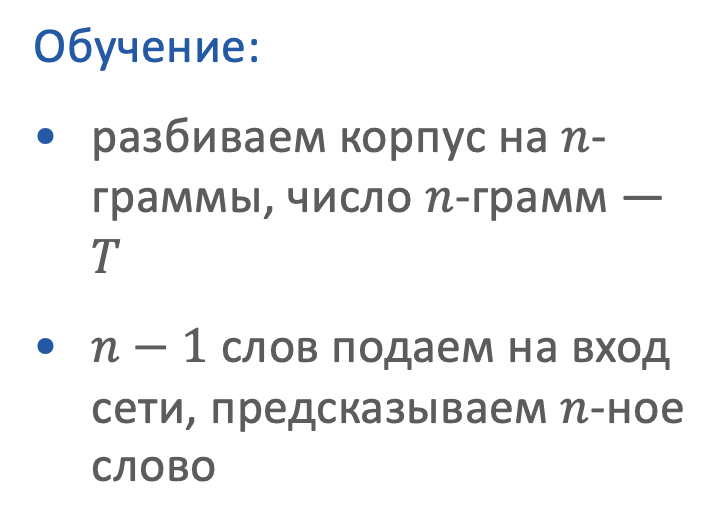 Обучение:
• разбиваем корпус на n-
граммы, число n-грамм —
T
• n − 1 слов подаем на вход
сети, предсказываем n-ное
слово